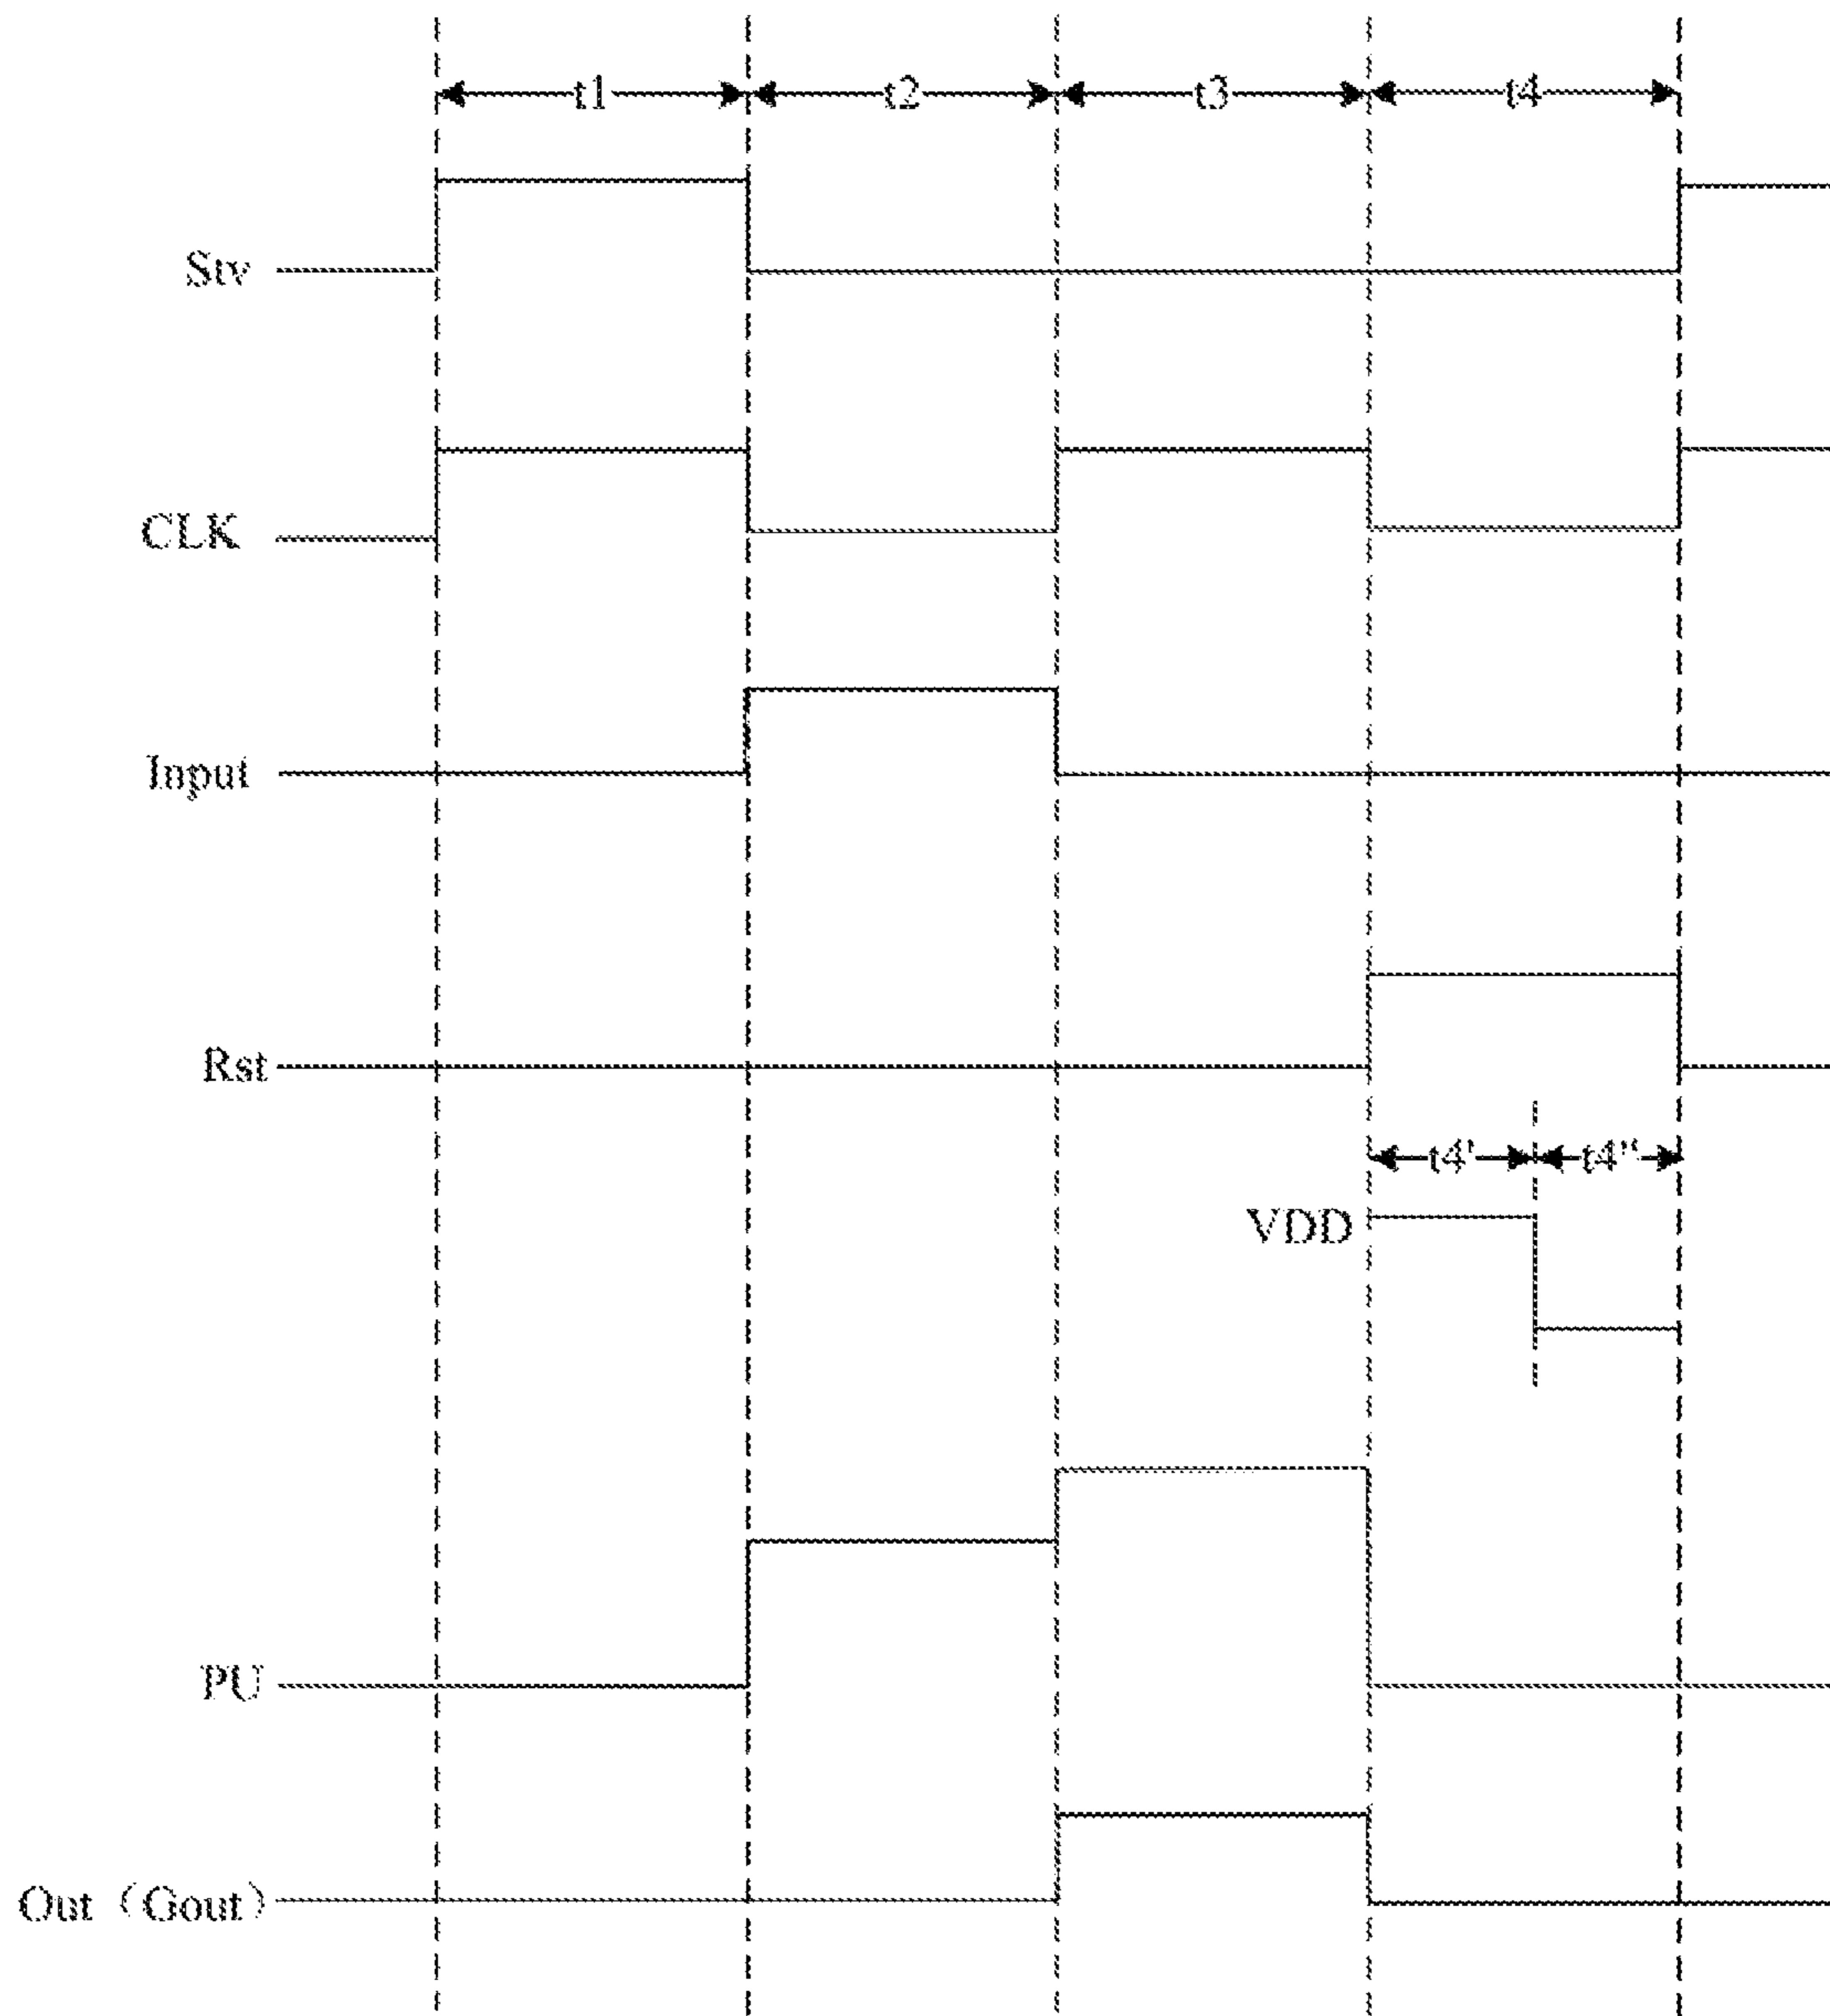 t1 t2 t3 t4
Stv
CLK
Input
Rst
t4' t4"
VDD
PU
Out（Gout）